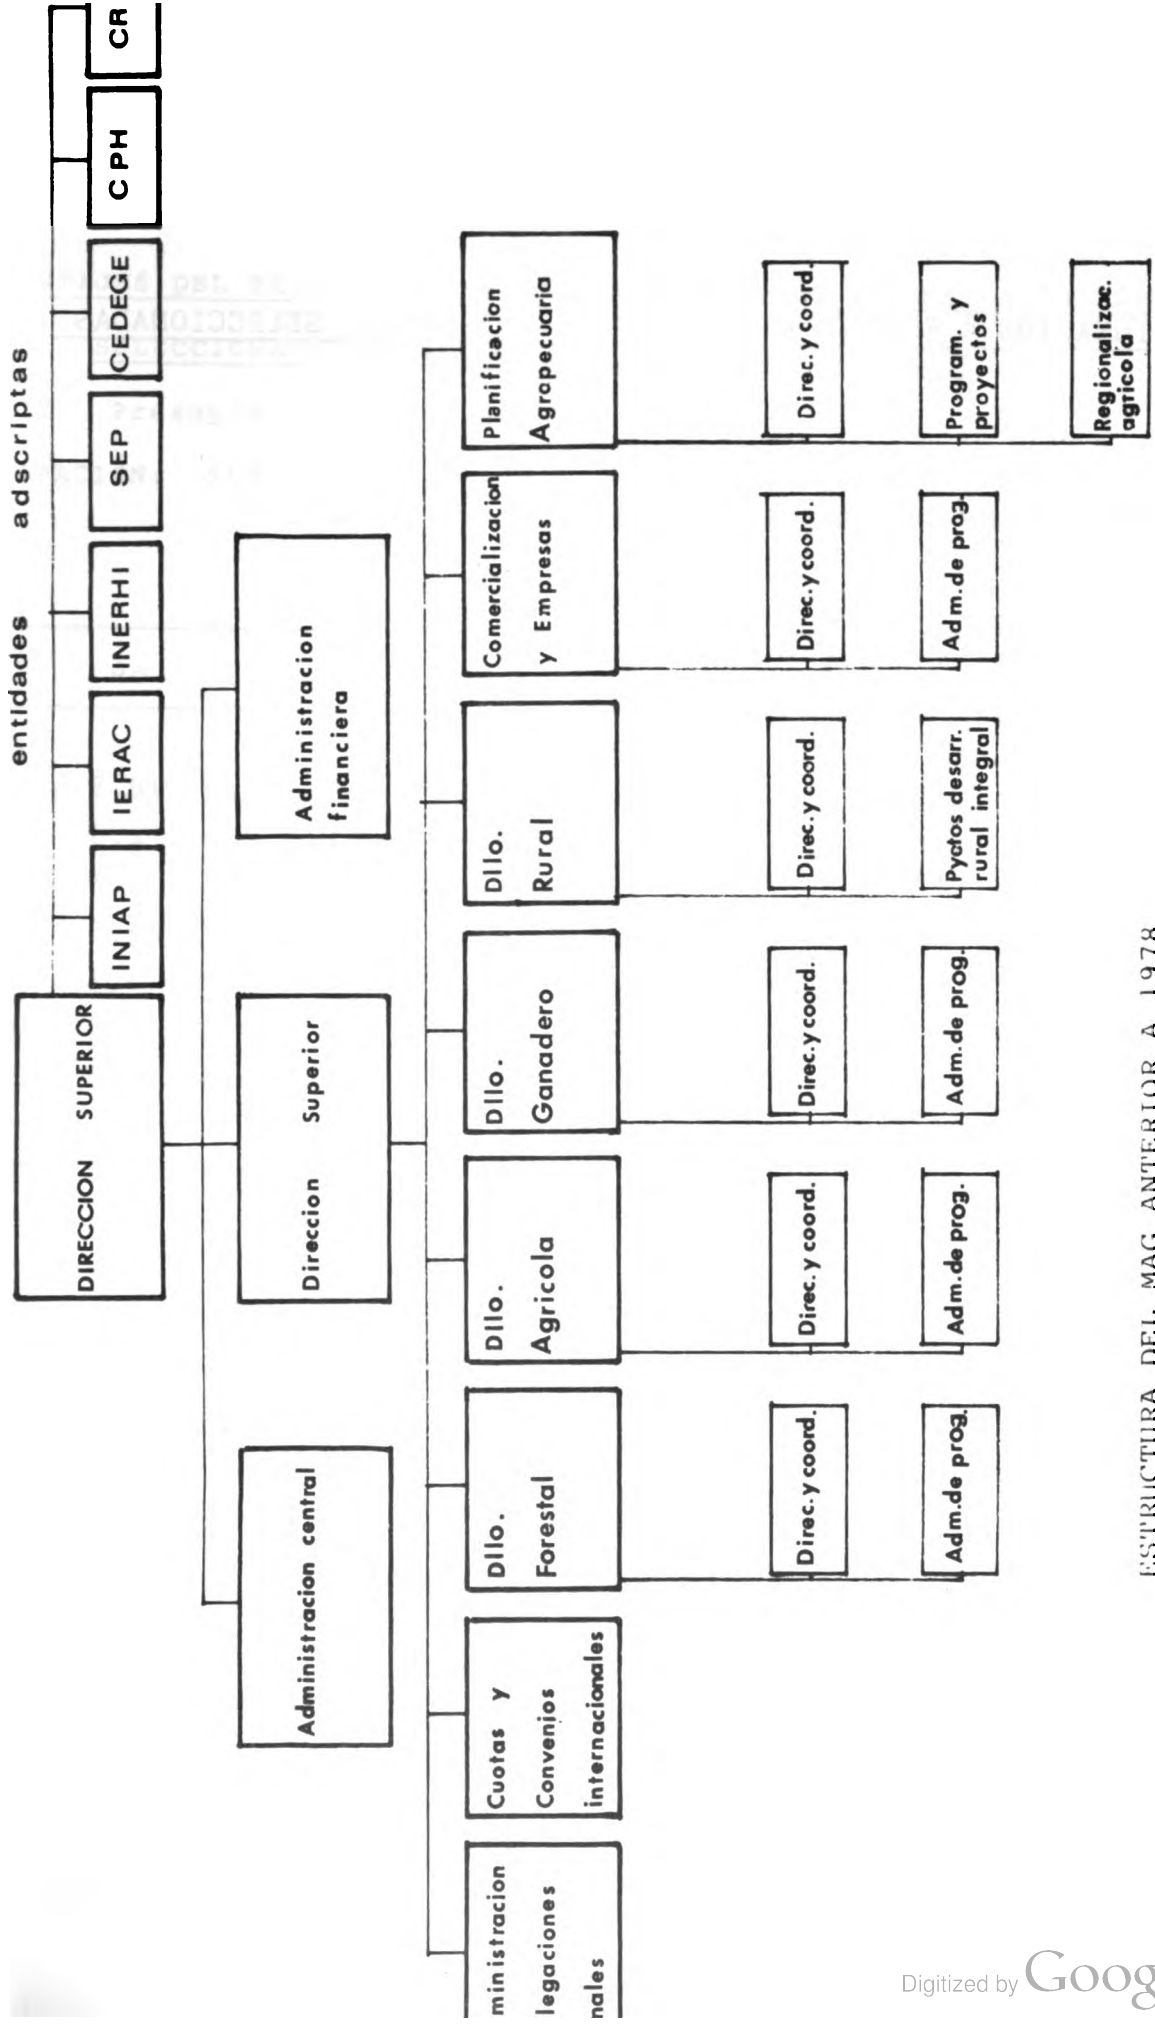 entidades adscriptas
DIRECCION SUPERIOR
INIAP
IERAC
INERHI
SEP
CEDEGE
CPH
CR
Administracion central
Direccion Superior
Administracion
financiera
ministracion
legaciones
nales
Cuotas y
Convenios
internacionales
Dllo.
Forestal
Dllo.
Agricola
Dllo.
Ganadero
Dllo.
Rural
Comercializacion
y Empresas
Planificacion
Agropecuaria
Direc. y coord.
Direc. y coord.
Direc. y coord.
Direc. y coord.
Direc. y coord.
Direc. y coord.
Adm. de prog.
Adm. de prog.
Adm. de prog.
Pyctos desarr.
rural integral
Adm. de prog.
Program. y
proyectos
Regionalizac.
agticola
ESTRUCTURA DEL MAG ANTERIOR A 1978
Digitized by Goog